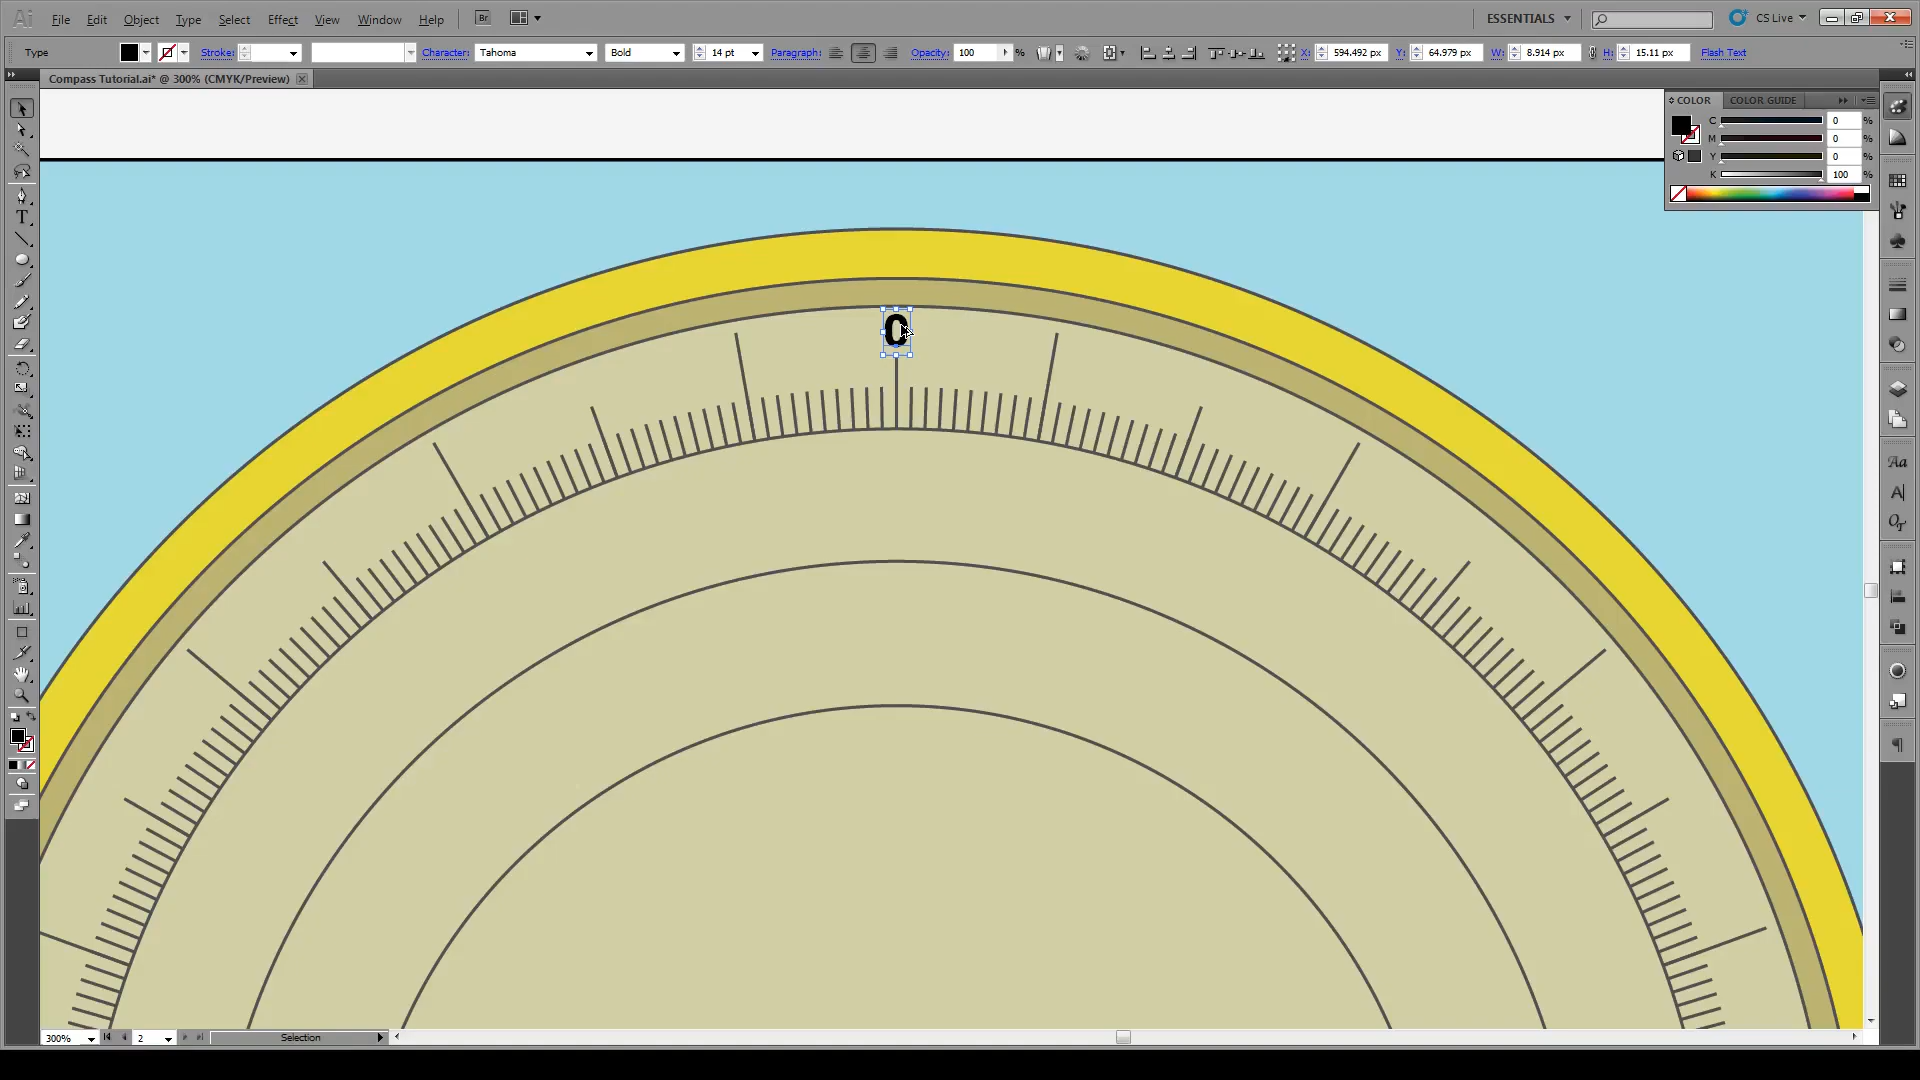 Ai File Edit Object Type Select Effect View Window Help Br ESSENTIALS CS Live
Type Stroke: Character: Tahoma Bold 14 pt Paragraph: Opacity: 100 % X: 594.492 px Y: 64.979 px W: 8.914 px H: 15.11 px Flash Text
Compass Tutorial.ai* @ 300% (CMYK/Preview)
COLOR COLOR GUIDE
C 0 %
M 0 %
Y 0 %
K 100 %
0
300% 2 Selection